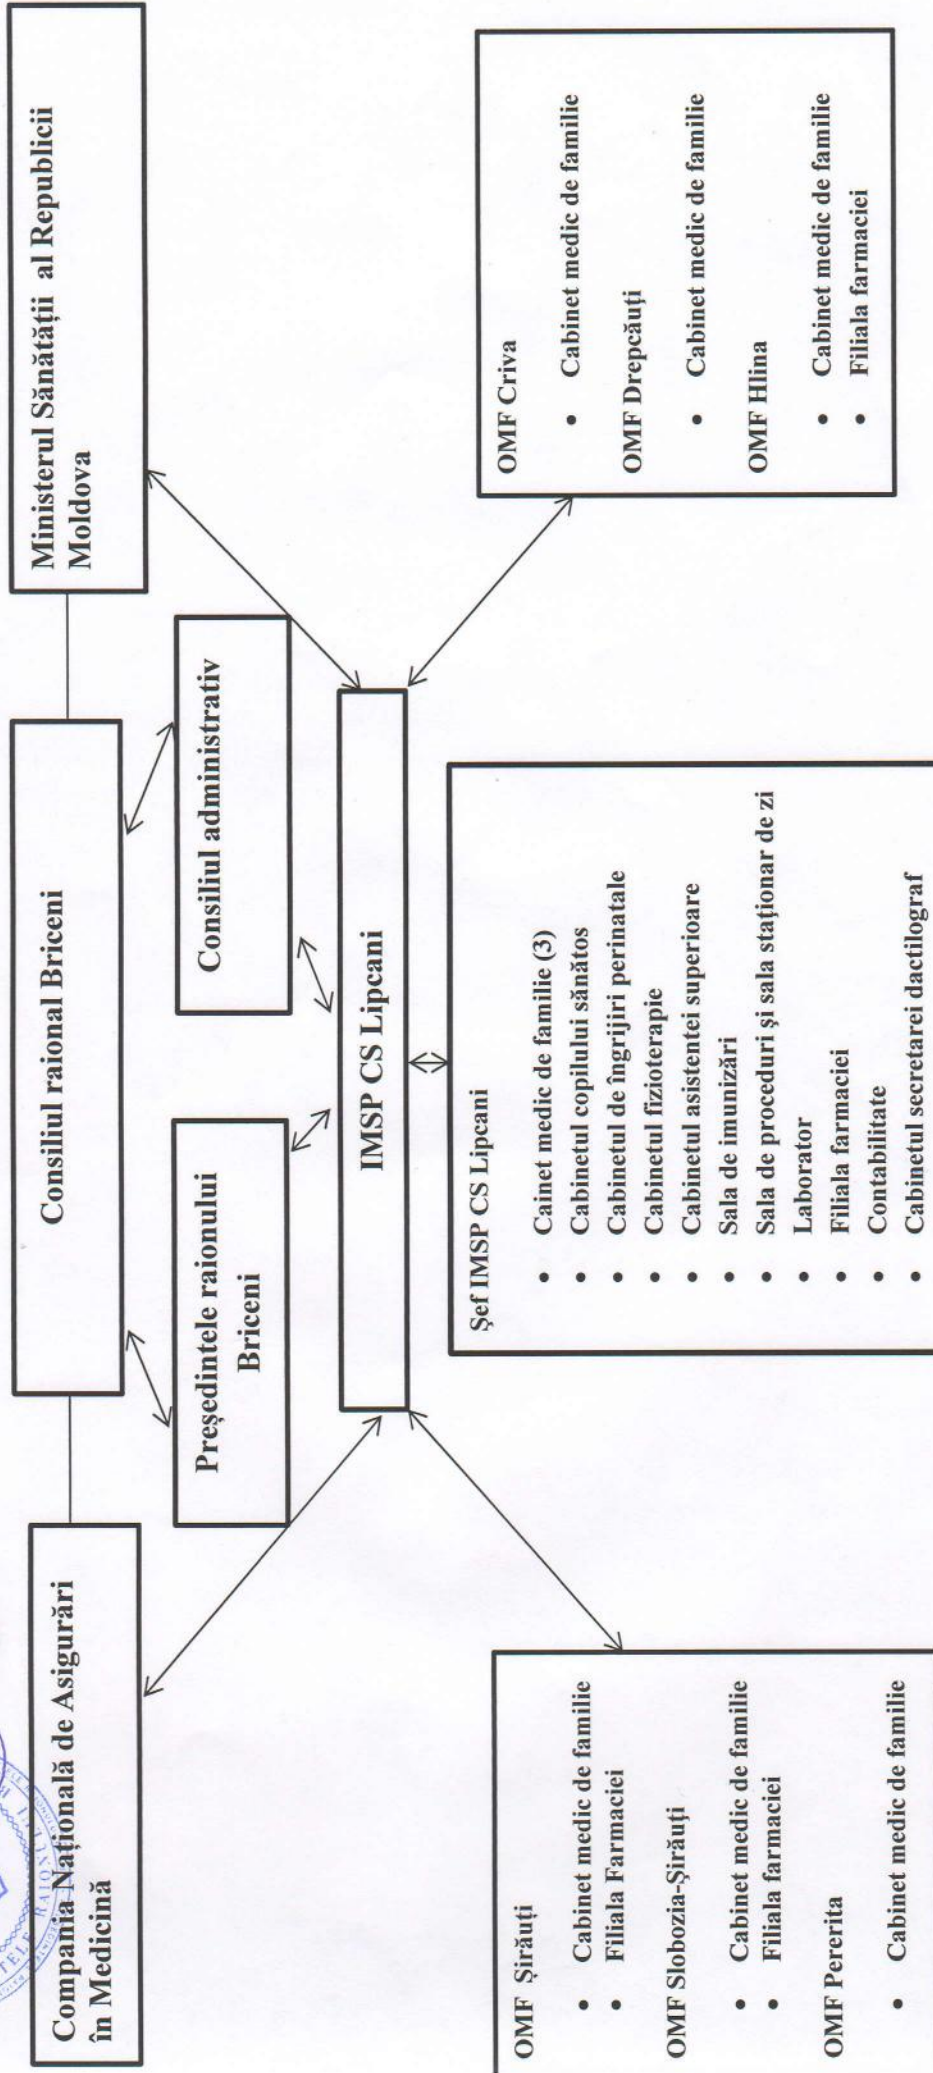 Compania Națională de Asigurări
în Medicină
Consiliul raional Briceni
Ministerul Sănătății al Republicii
Moldova
Președintele raionului
Briceni
Consiliul administrativ
IMSP CS Lipcani
OMF Șirăuți
• Cabinet medic de familie
• Filiala Farmaciei
OMF Slobozia-Șirăuți
• Cabinet medic de familie
• Filiala farmaciei
OMF Pererita
• Cabinet medic de familie
Șef IMSP CS Lipcani
• Cainet medic de familie (3)
• Cabinetul copilului sănătos
• Cabinetul de îngrijiri perinatale
• Cabinetul fizioterapie
• Cabinetul asistentei superioare
• Sala de imunizări
• Sala de proceduri și sala staționar de zi
• Laborator
• Filiala farmaciei
• Contabilitate
• Cabinetul secretarei dactilograf
OMF Criva
• Cabinet medic de familie
OMF Drepcăuți
• Cabinet medic de familie
OMF Hlina
• Cabinet medic de familie
• Filiala farmaciei